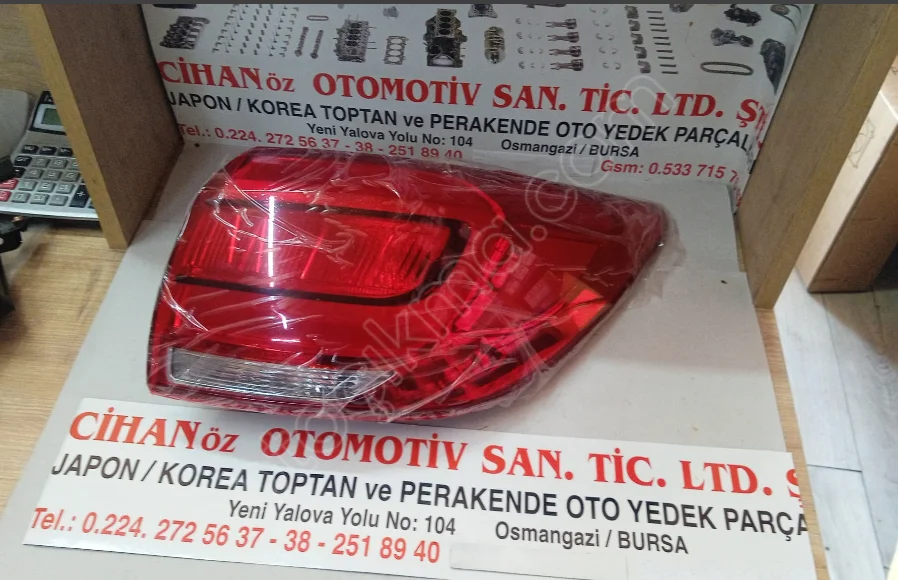 CİHANöz OTOMOTİV SAN. TİC. LTD. Ş
JAPON / KOREA TOPTAN ve PERAKENDE OTO YEDEK PARÇAL
Yeni Yalova Yolu No: 104 Osmangazi / BURSA
Tel.: 0.224. 272 56 37 - 38 - 251 89 40
Gsm: 0.533 715
CİHANöz OTOMOTİV SAN. TİC. LTD. Ş
JAPON / KOREA TOPTAN ve PERAKENDE OTO YEDEK PARÇA
Yeni Yalova Yolu No: 104 Osmangazi / BURSA
Tel.: 0.224. 272 56 37 - 38 - 251 89 40